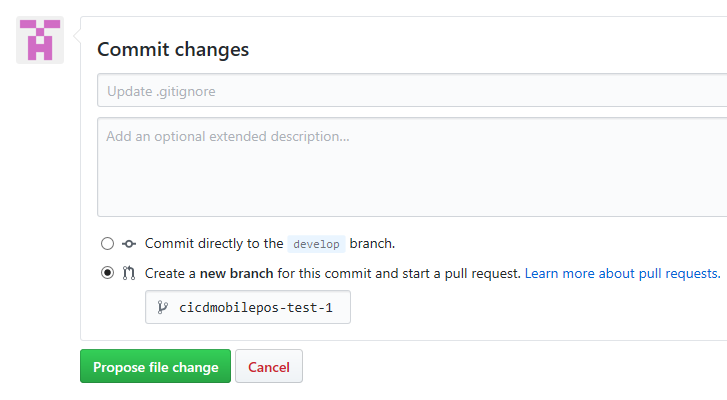 Commit changes
Update .gitignore
Add an optional extended description...
Commit directly to the develop branch.
Create a new branch for this commit and start a pull request. Learn more about pull requests.
cicdmobilepos-test-1
Propose file change
Cancel